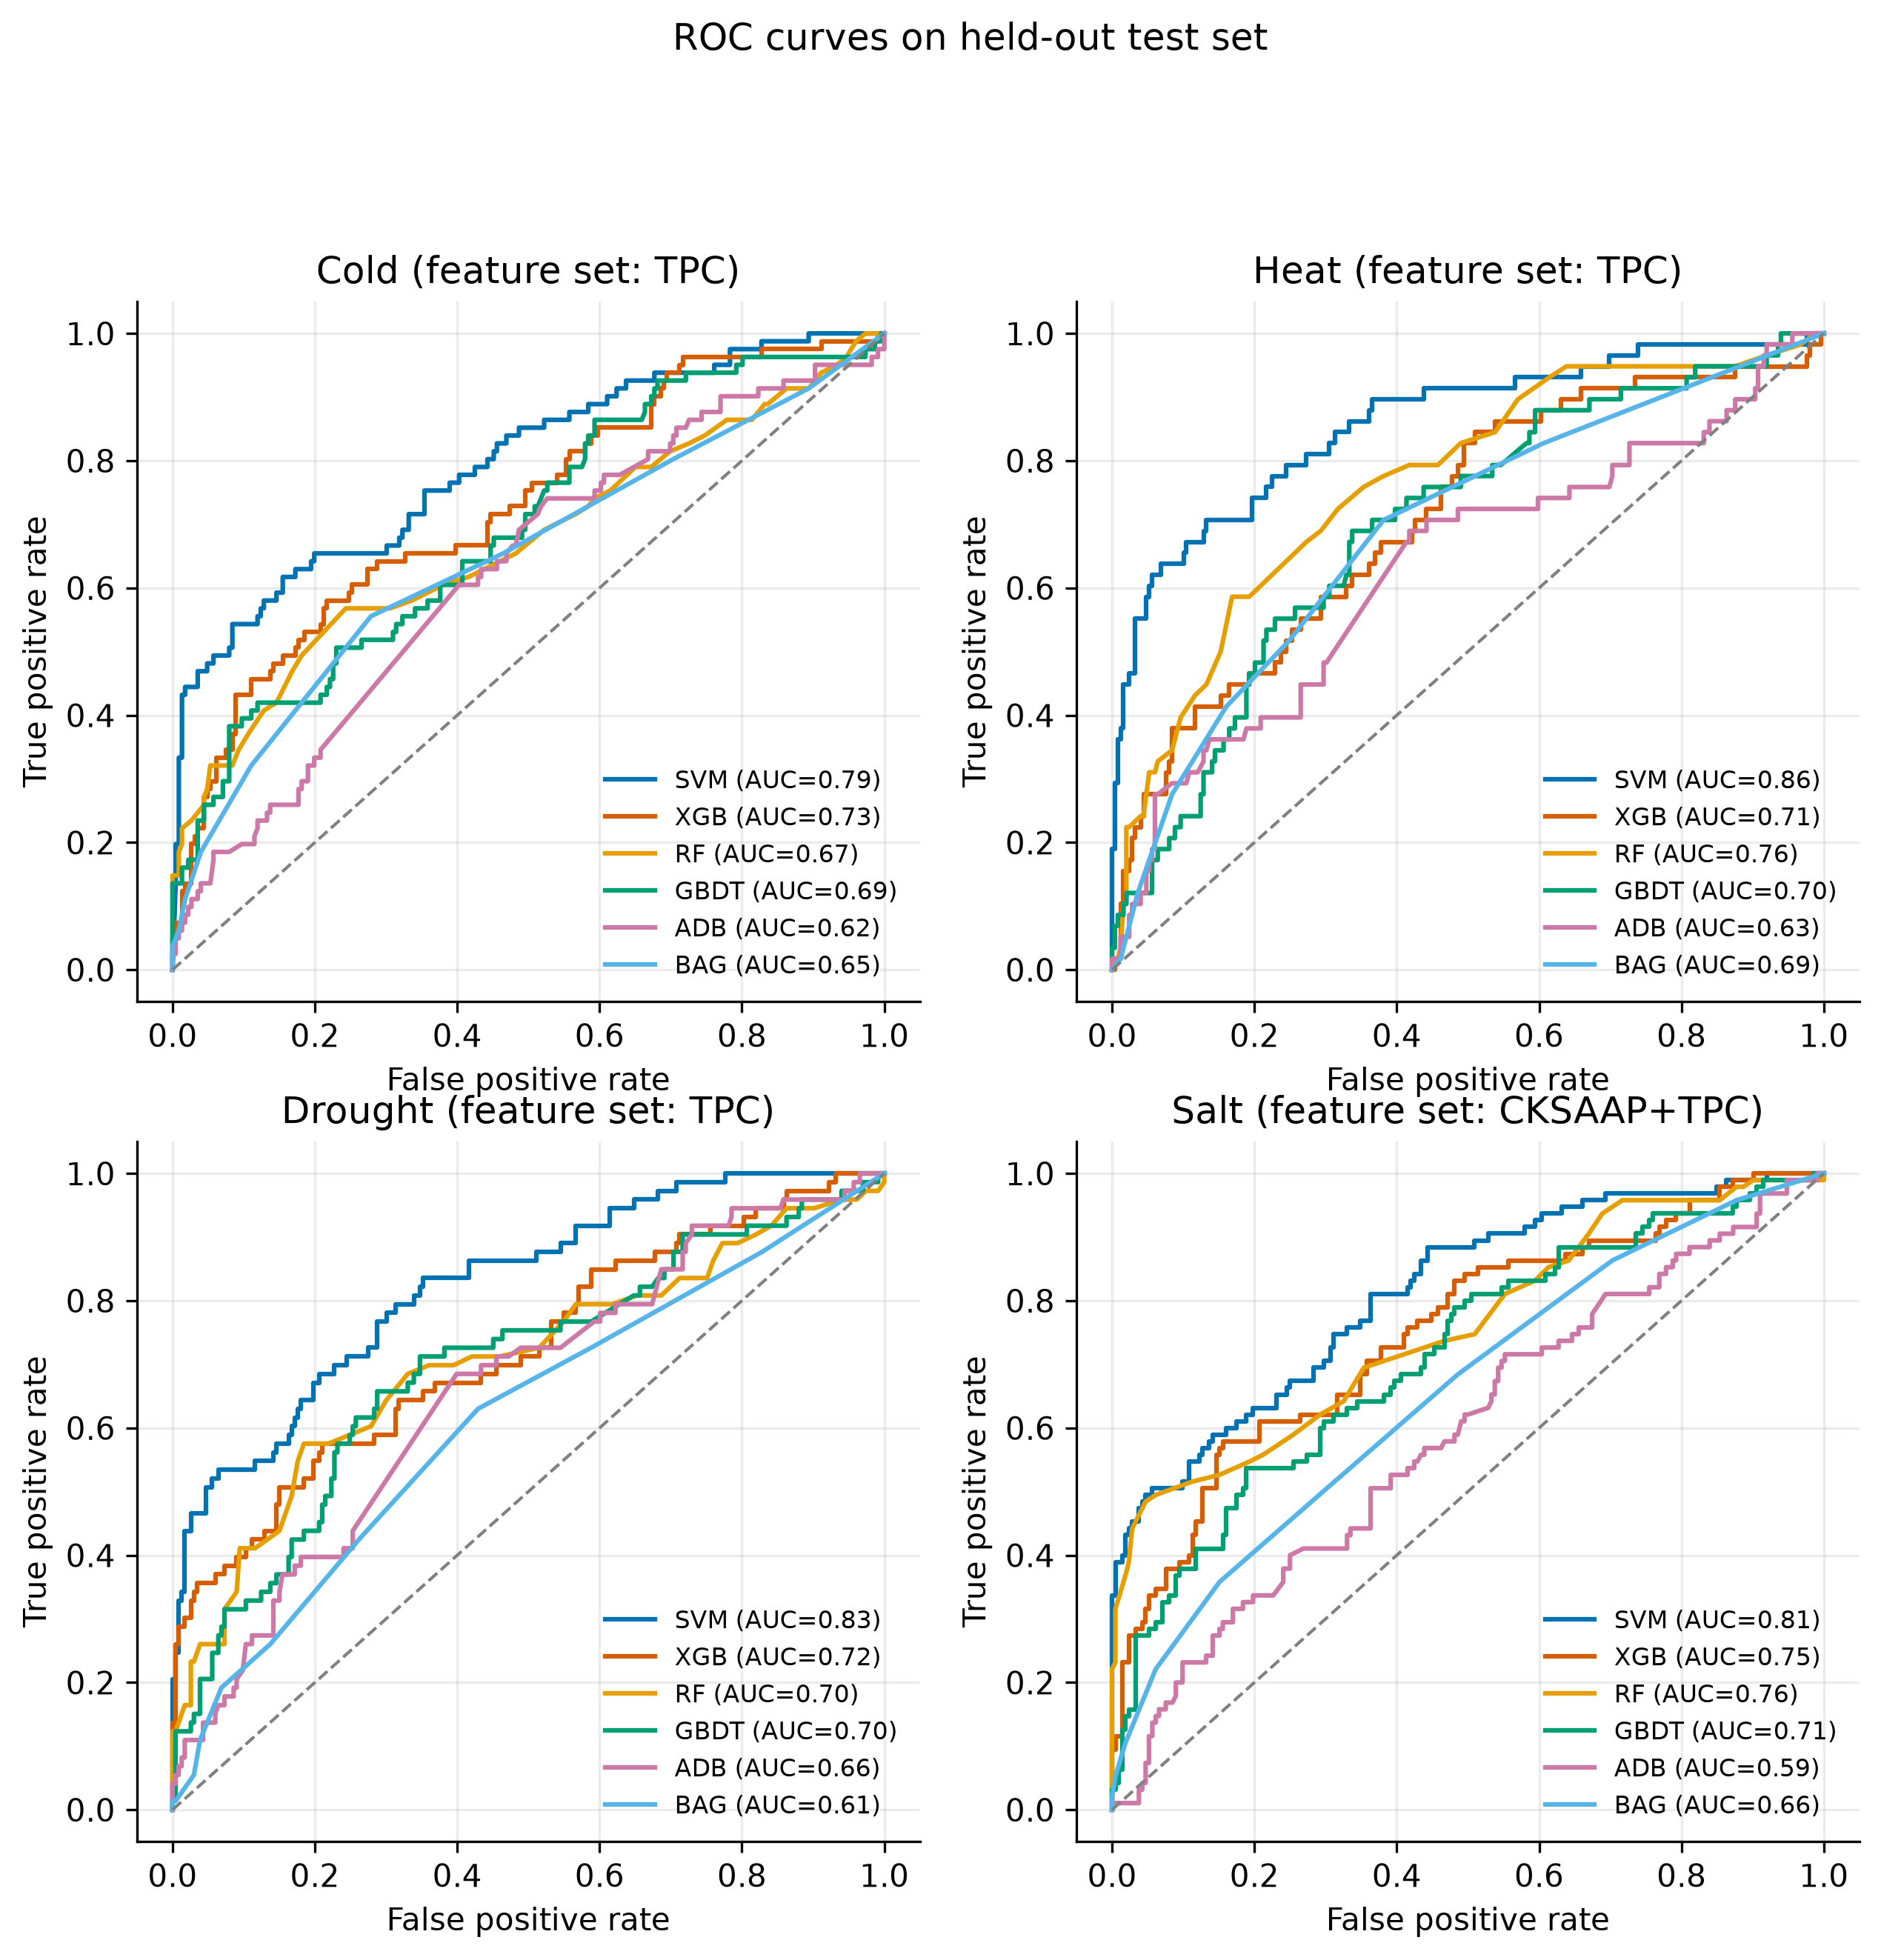 ROC curves on held-out test set
Cold (feature set: TPC)
True positive rate
1.0
0.8
0.6
0.4
0.2
0.0
SVM (AUC=0.79)
XGB (AUC=0.73)
RF (AUC=0.67)
GBDT (AUC=0.69)
ADB (AUC=0.62)
BAG (AUC=0.65)
0.0 0.2 0.4 0.6 0.8 1.0
False positive rate
Heat (feature set: TPC)
True positive rate
1.0
0.8
0.6
0.4
0.2
0.0
SVM (AUC=0.86)
XGB (AUC=0.71)
RF (AUC=0.76)
GBDT (AUC=0.70)
ADB (AUC=0.63)
BAG (AUC=0.69)
0.0 0.2 0.4 0.6 0.8 1.0
False positive rate
Drought (feature set: TPC)
True positive rate
1.0
0.8
0.6
0.4
0.2
0.0
SVM (AUC=0.83)
XGB (AUC=0.72)
RF (AUC=0.70)
GBDT (AUC=0.70)
ADB (AUC=0.66)
BAG (AUC=0.61)
0.0 0.2 0.4 0.6 0.8 1.0
False positive rate
Salt (feature set: CKSAAP+TPC)
True positive rate
1.0
0.8
0.6
0.4
0.2
0.0
SVM (AUC=0.81)
XGB (AUC=0.75)
RF (AUC=0.76)
GBDT (AUC=0.71)
ADB (AUC=0.59)
BAG (AUC=0.66)
0.0 0.2 0.4 0.6 0.8 1.0
False positive rate